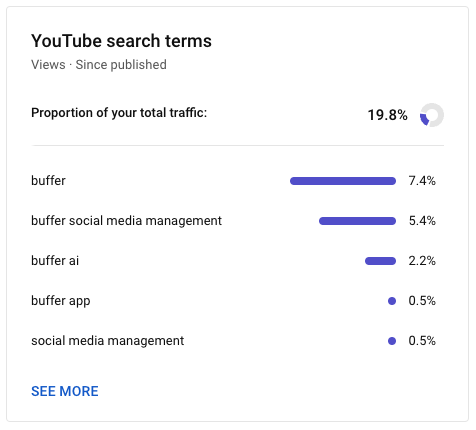 YouTube search terms
Views · Since published
Proportion of your total traffic: 19.8%
buffer 7.4%
buffer social media management 5.4%
buffer ai 2.2%
buffer app 0.5%
social media management 0.5%
SEE MORE